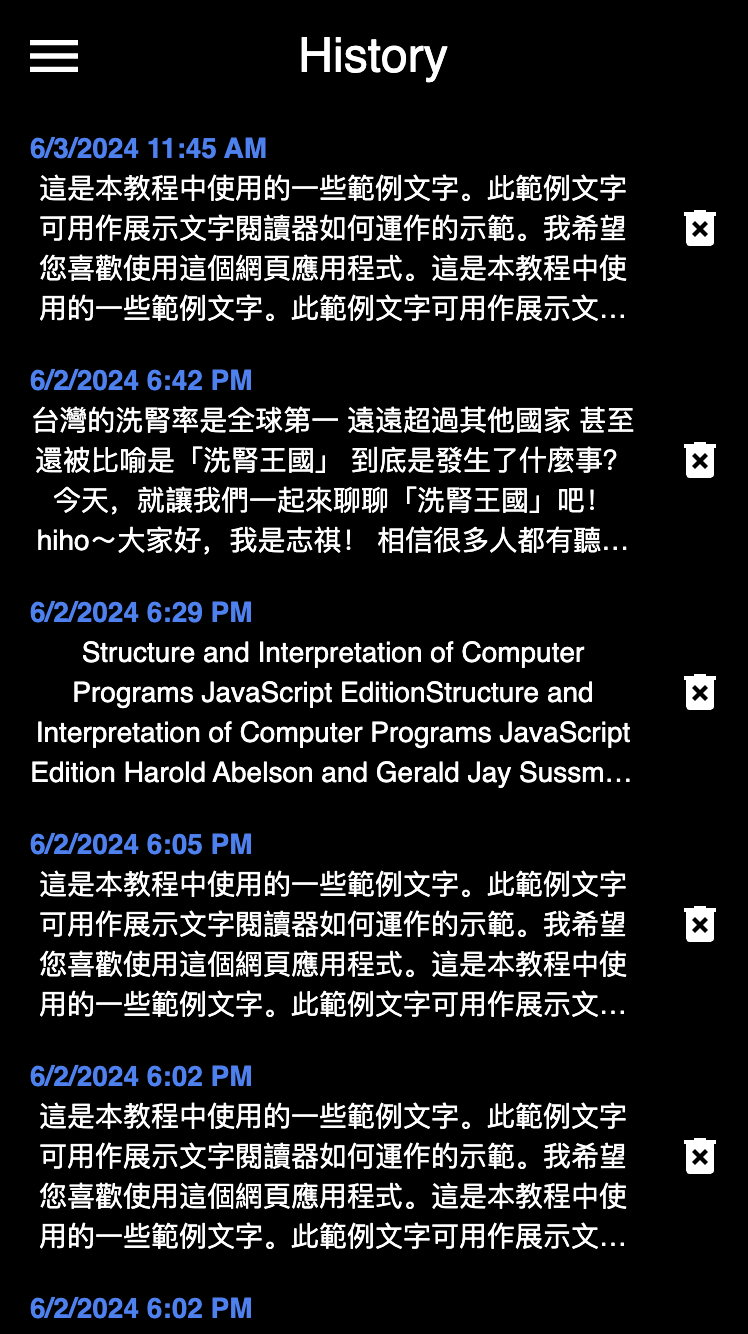 History
6/3/2024 11:45 AM
這是本教程中使用的一些範例文字。此範例文字
可用作展示文字閱讀器如何運作的示範。我希望
您喜歡使用這個網頁應用程式。這是本教程中使
用的一些範例文字。此範例文字可用作展示文...
6/2/2024 6:42 PM
台灣的洗腎率是全球第一 遠遠超過其他國家 甚至
還被比喻是「洗腎王國」 到底是發生了什麼事？
今天，就讓我們一起來聊聊「洗腎王國」吧！
hiho～大家好，我是志祺！ 相信很多人都有聽...
6/2/2024 6:29 PM
Structure and Interpretation of Computer
Programs JavaScript EditionStructure and
Interpretation of Computer Programs JavaScript
Edition Harold Abelson and Gerald Jay Sussm...
6/2/2024 6:05 PM
這是本教程中使用的一些範例文字。此範例文字
可用作展示文字閱讀器如何運作的示範。我希望
您喜歡使用這個網頁應用程式。這是本教程中使
用的一些範例文字。此範例文字可用作展示文...
6/2/2024 6:02 PM
這是本教程中使用的一些範例文字。此範例文字
可用作展示文字閱讀器如何運作的示範。我希望
您喜歡使用這個網頁應用程式。這是本教程中使
用的一些範例文字。此範例文字可用作展示文...
6/2/2024 6:02 PM